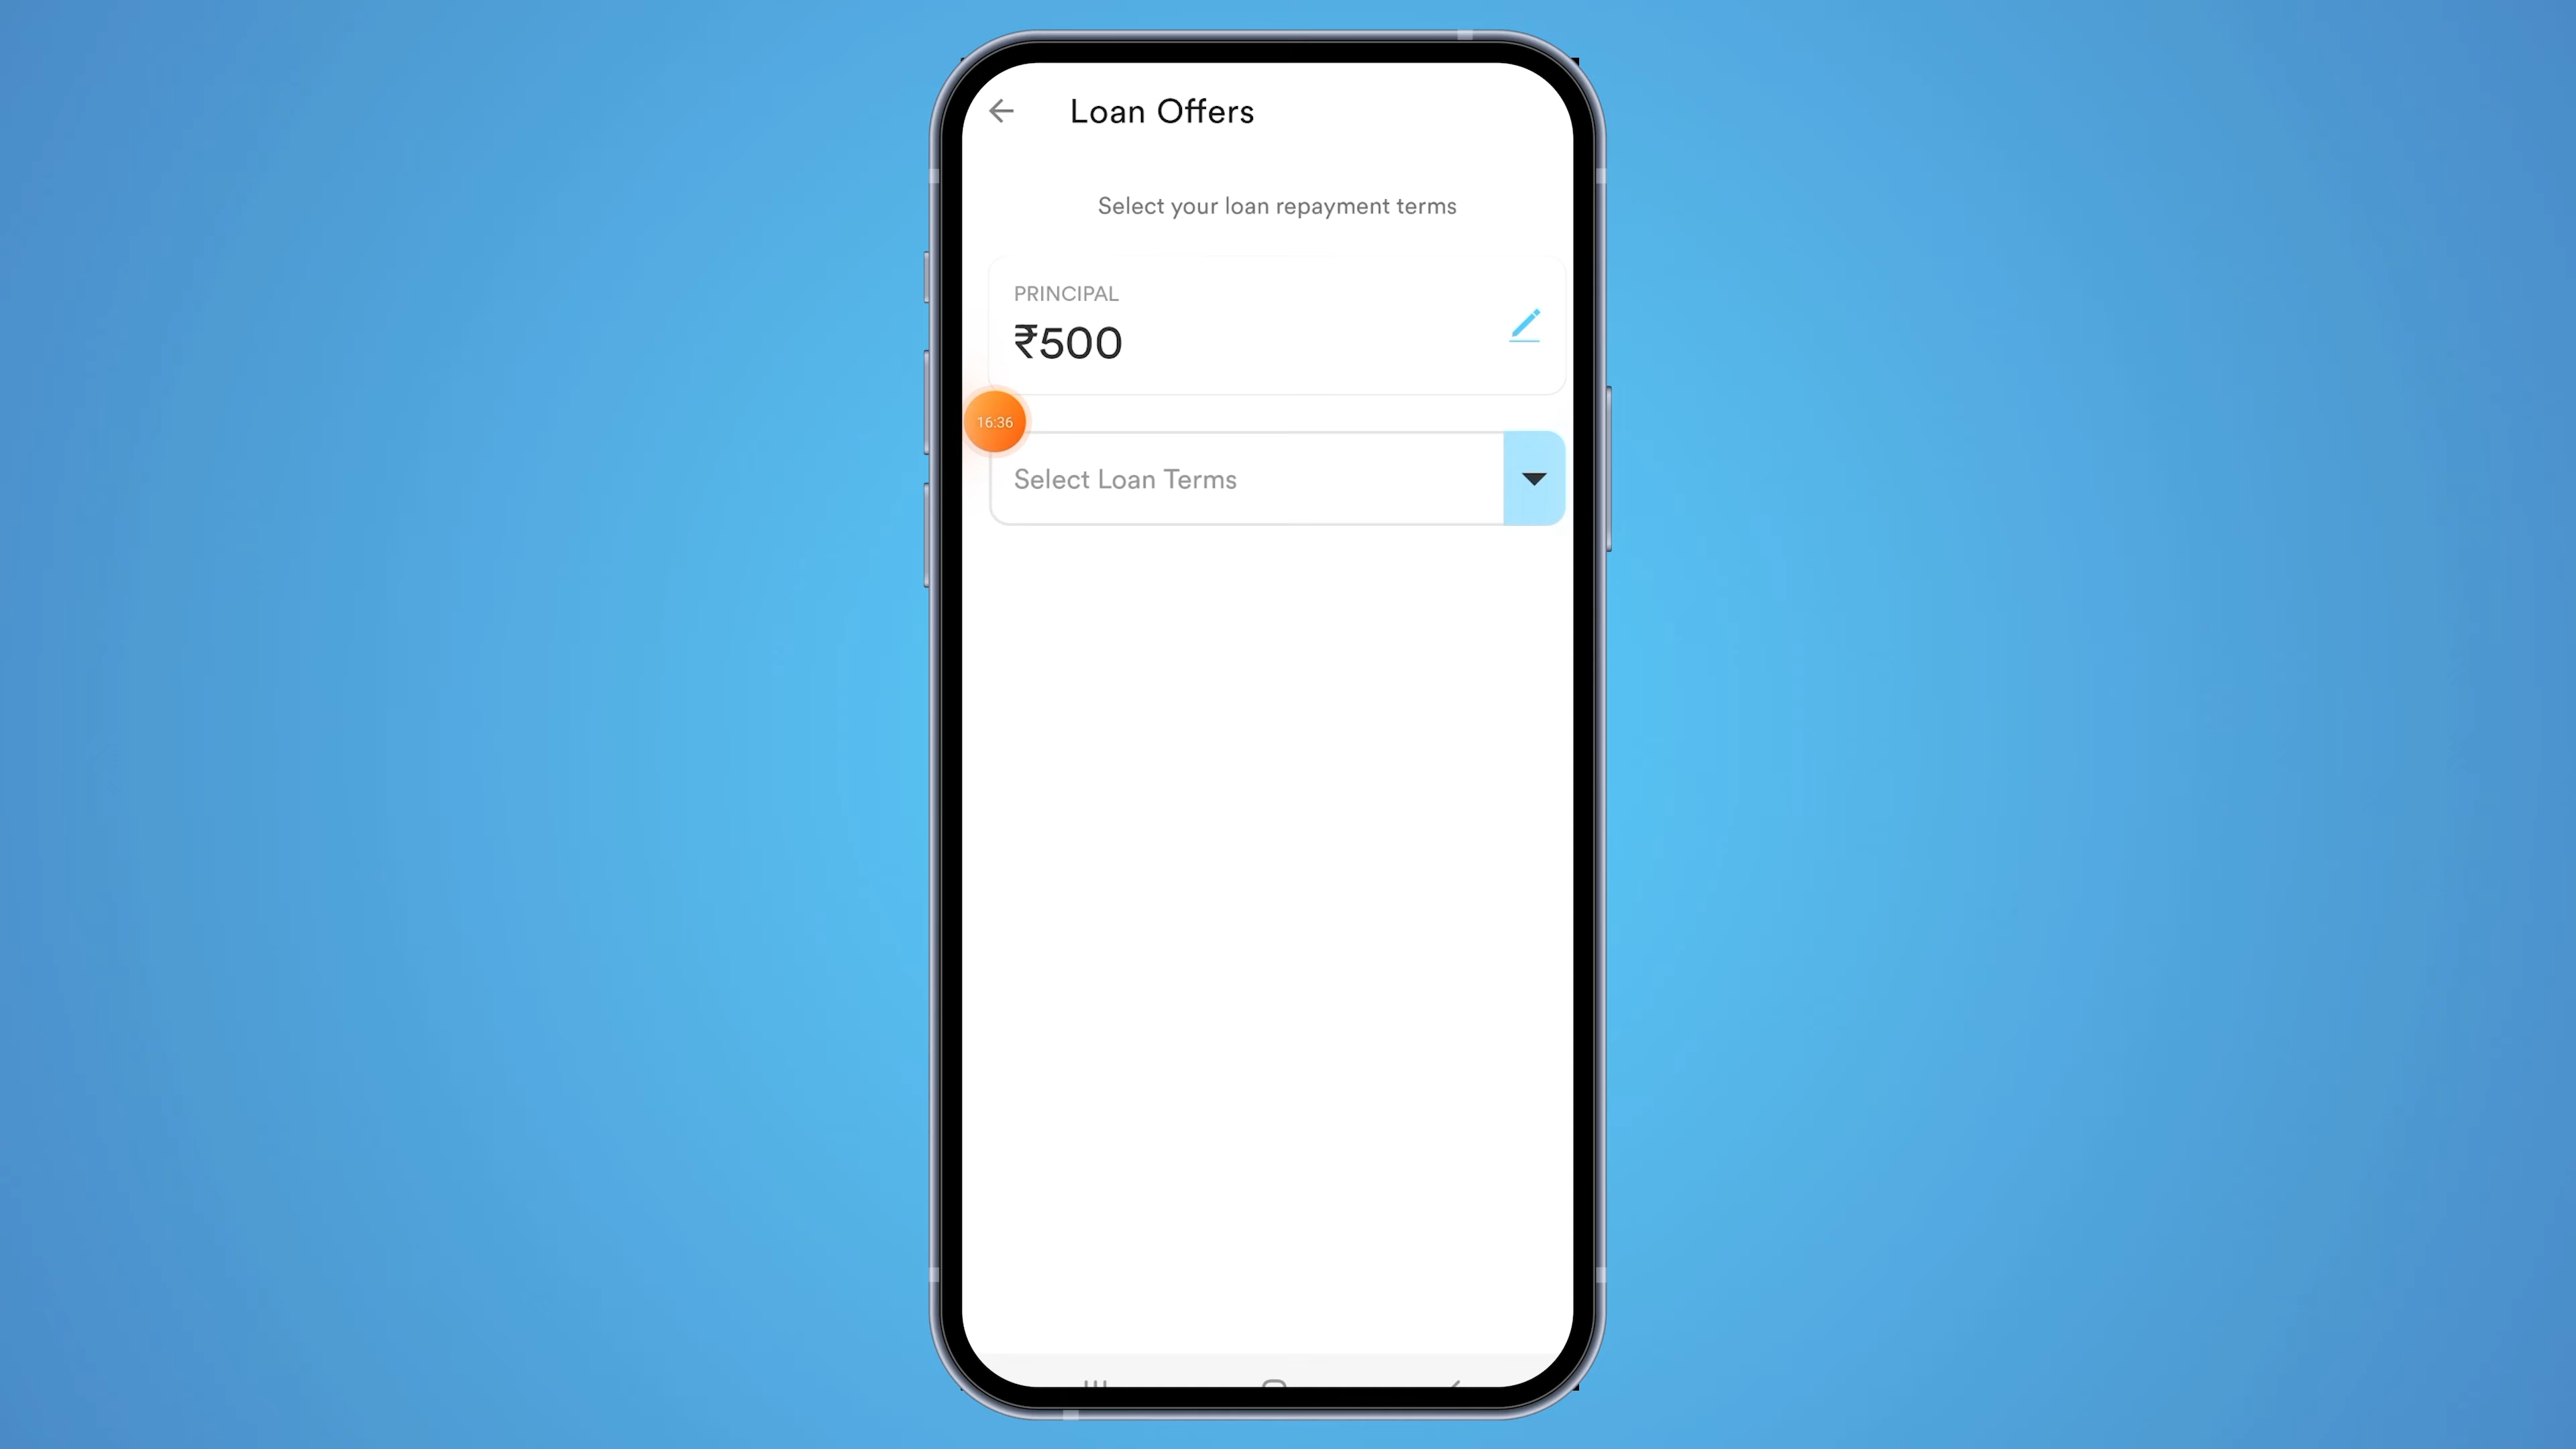 Loan Offers
Select your loan repayment terms
PRINCIPAL
₹500
16:36
Select Loan Terms